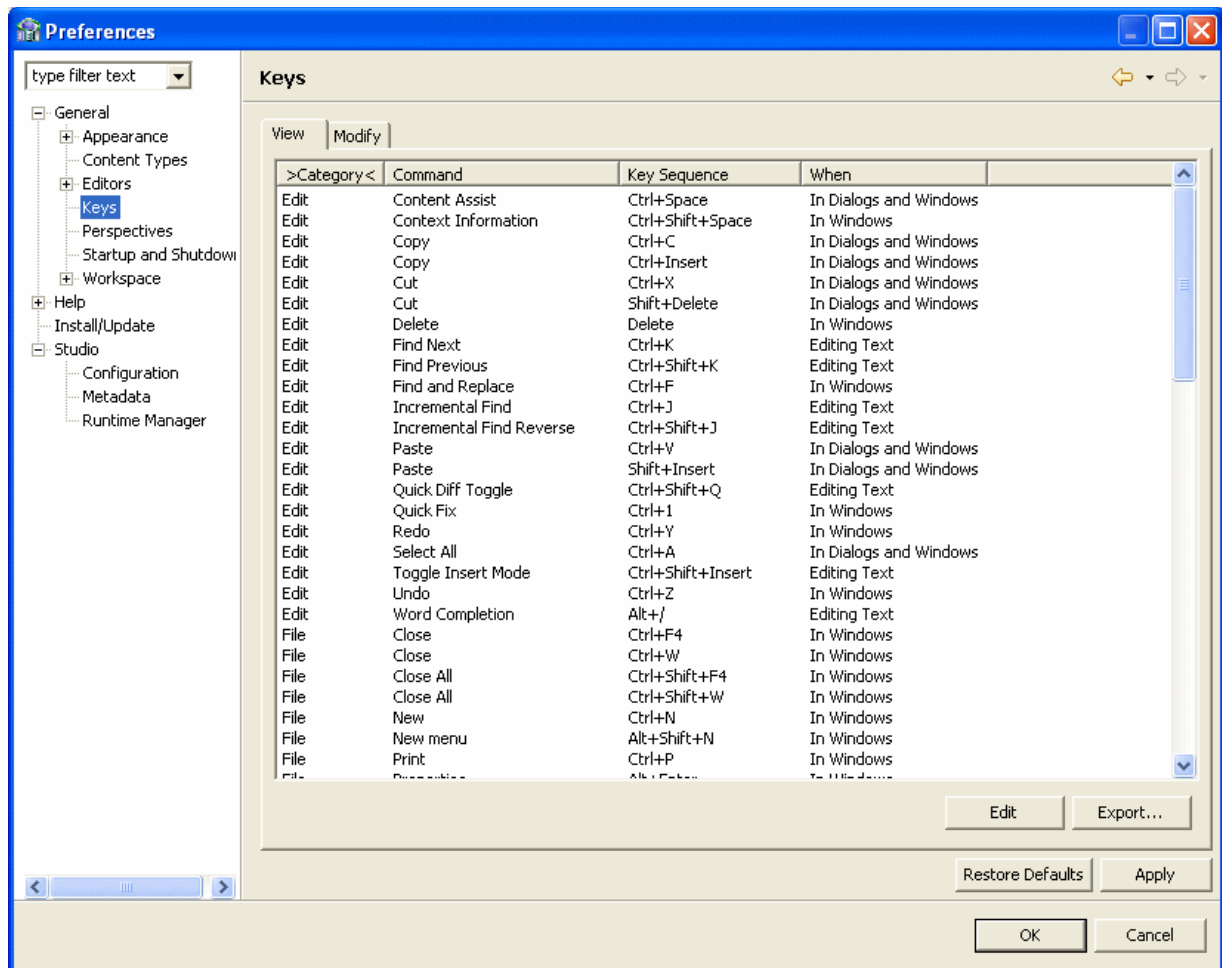 Preferences
type filter text
General
Appearance
Content Types
Editors
Keys
Perspectives
Startup and Shutdow
Workspace
Help
Install/Update
Studio
Configuration
Metadata
Runtime Manager
Keys
View Modify
>Category< Command Key Sequence When
Edit Content Assist Ctrl+Space In Dialogs and Windows
Edit Context Information Ctrl+Shift+Space In Windows
Edit Copy Ctrl+C In Dialogs and Windows
Edit Copy Ctrl+Insert In Dialogs and Windows
Edit Cut Ctrl+X In Dialogs and Windows
Edit Cut Shift+Delete In Dialogs and Windows
Edit Delete Delete In Windows
Edit Find Next Ctrl+K Editing Text
Edit Find Previous Ctrl+Shift+K Editing Text
Edit Find and Replace Ctrl+F In Windows
Edit Incremental Find Ctrl+J Editing Text
Edit Incremental Find Reverse Ctrl+Shift+J Editing Text
Edit Paste Ctrl+V In Dialogs and Windows
Edit Paste Shift+Insert In Dialogs and Windows
Edit Quick Diff Toggle Ctrl+Shift+Q Editing Text
Edit Quick Fix Ctrl+1 In Windows
Edit Redo Ctrl+Y In Windows
Edit Select All Ctrl+A In Dialogs and Windows
Edit Toggle Insert Mode Ctrl+Shift+Insert Editing Text
Edit Undo Ctrl+Z In Windows
Edit Word Completion Alt+/ Editing Text
File Close Ctrl+F4 In Windows
File Close Ctrl+W In Windows
File Close All Ctrl+Shift+F4 In Windows
File Close All Ctrl+Shift+W In Windows
File New Ctrl+N In Windows
File New menu Alt+Shift+N In Windows
File Print Ctrl+P In Windows
File Properties Alt+Enter In Windows
Edit Export...
Restore Defaults Apply
OK Cancel